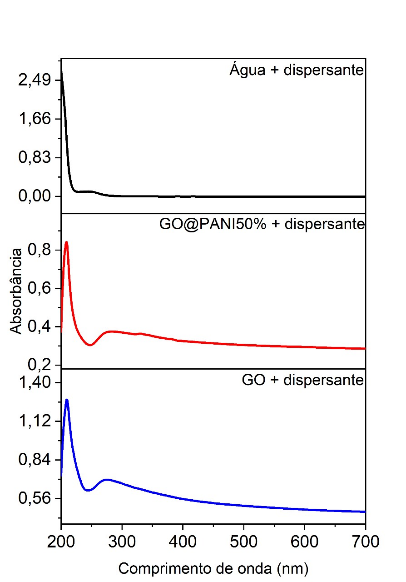 Água + dispersante
2,49
1,66
0,83
0,00
GO@PANI50% + dispersante
0,8
0,6
0,4
0,2
Absorbância
GO + dispersante
1,40
1,12
0,84
0,56
200 300 400 500 600 700
Comprimento de onda (nm)